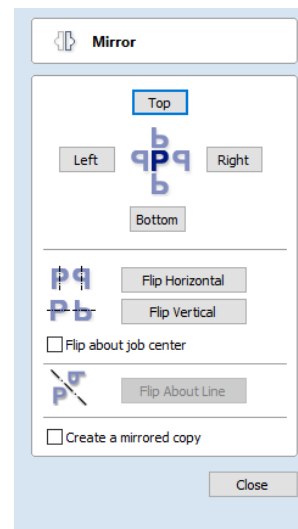 Mirror
Top
Left
Right
Bottom
Flip Horizontal
Flip Vertical
Flip about job center
Flip About Line
Create a mirrored copy
Close